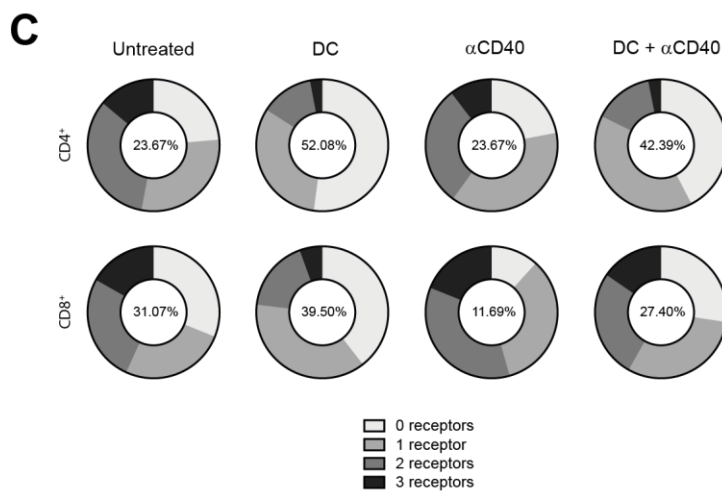 C
Untreated DC αCD40 DC + αCD40
CD4⁺ 23.67% 52.08% 23.67% 42.39%
CD8⁺ 31.07% 39.50% 11.69% 27.40%
0 receptors
1 receptor
2 receptors
3 receptors